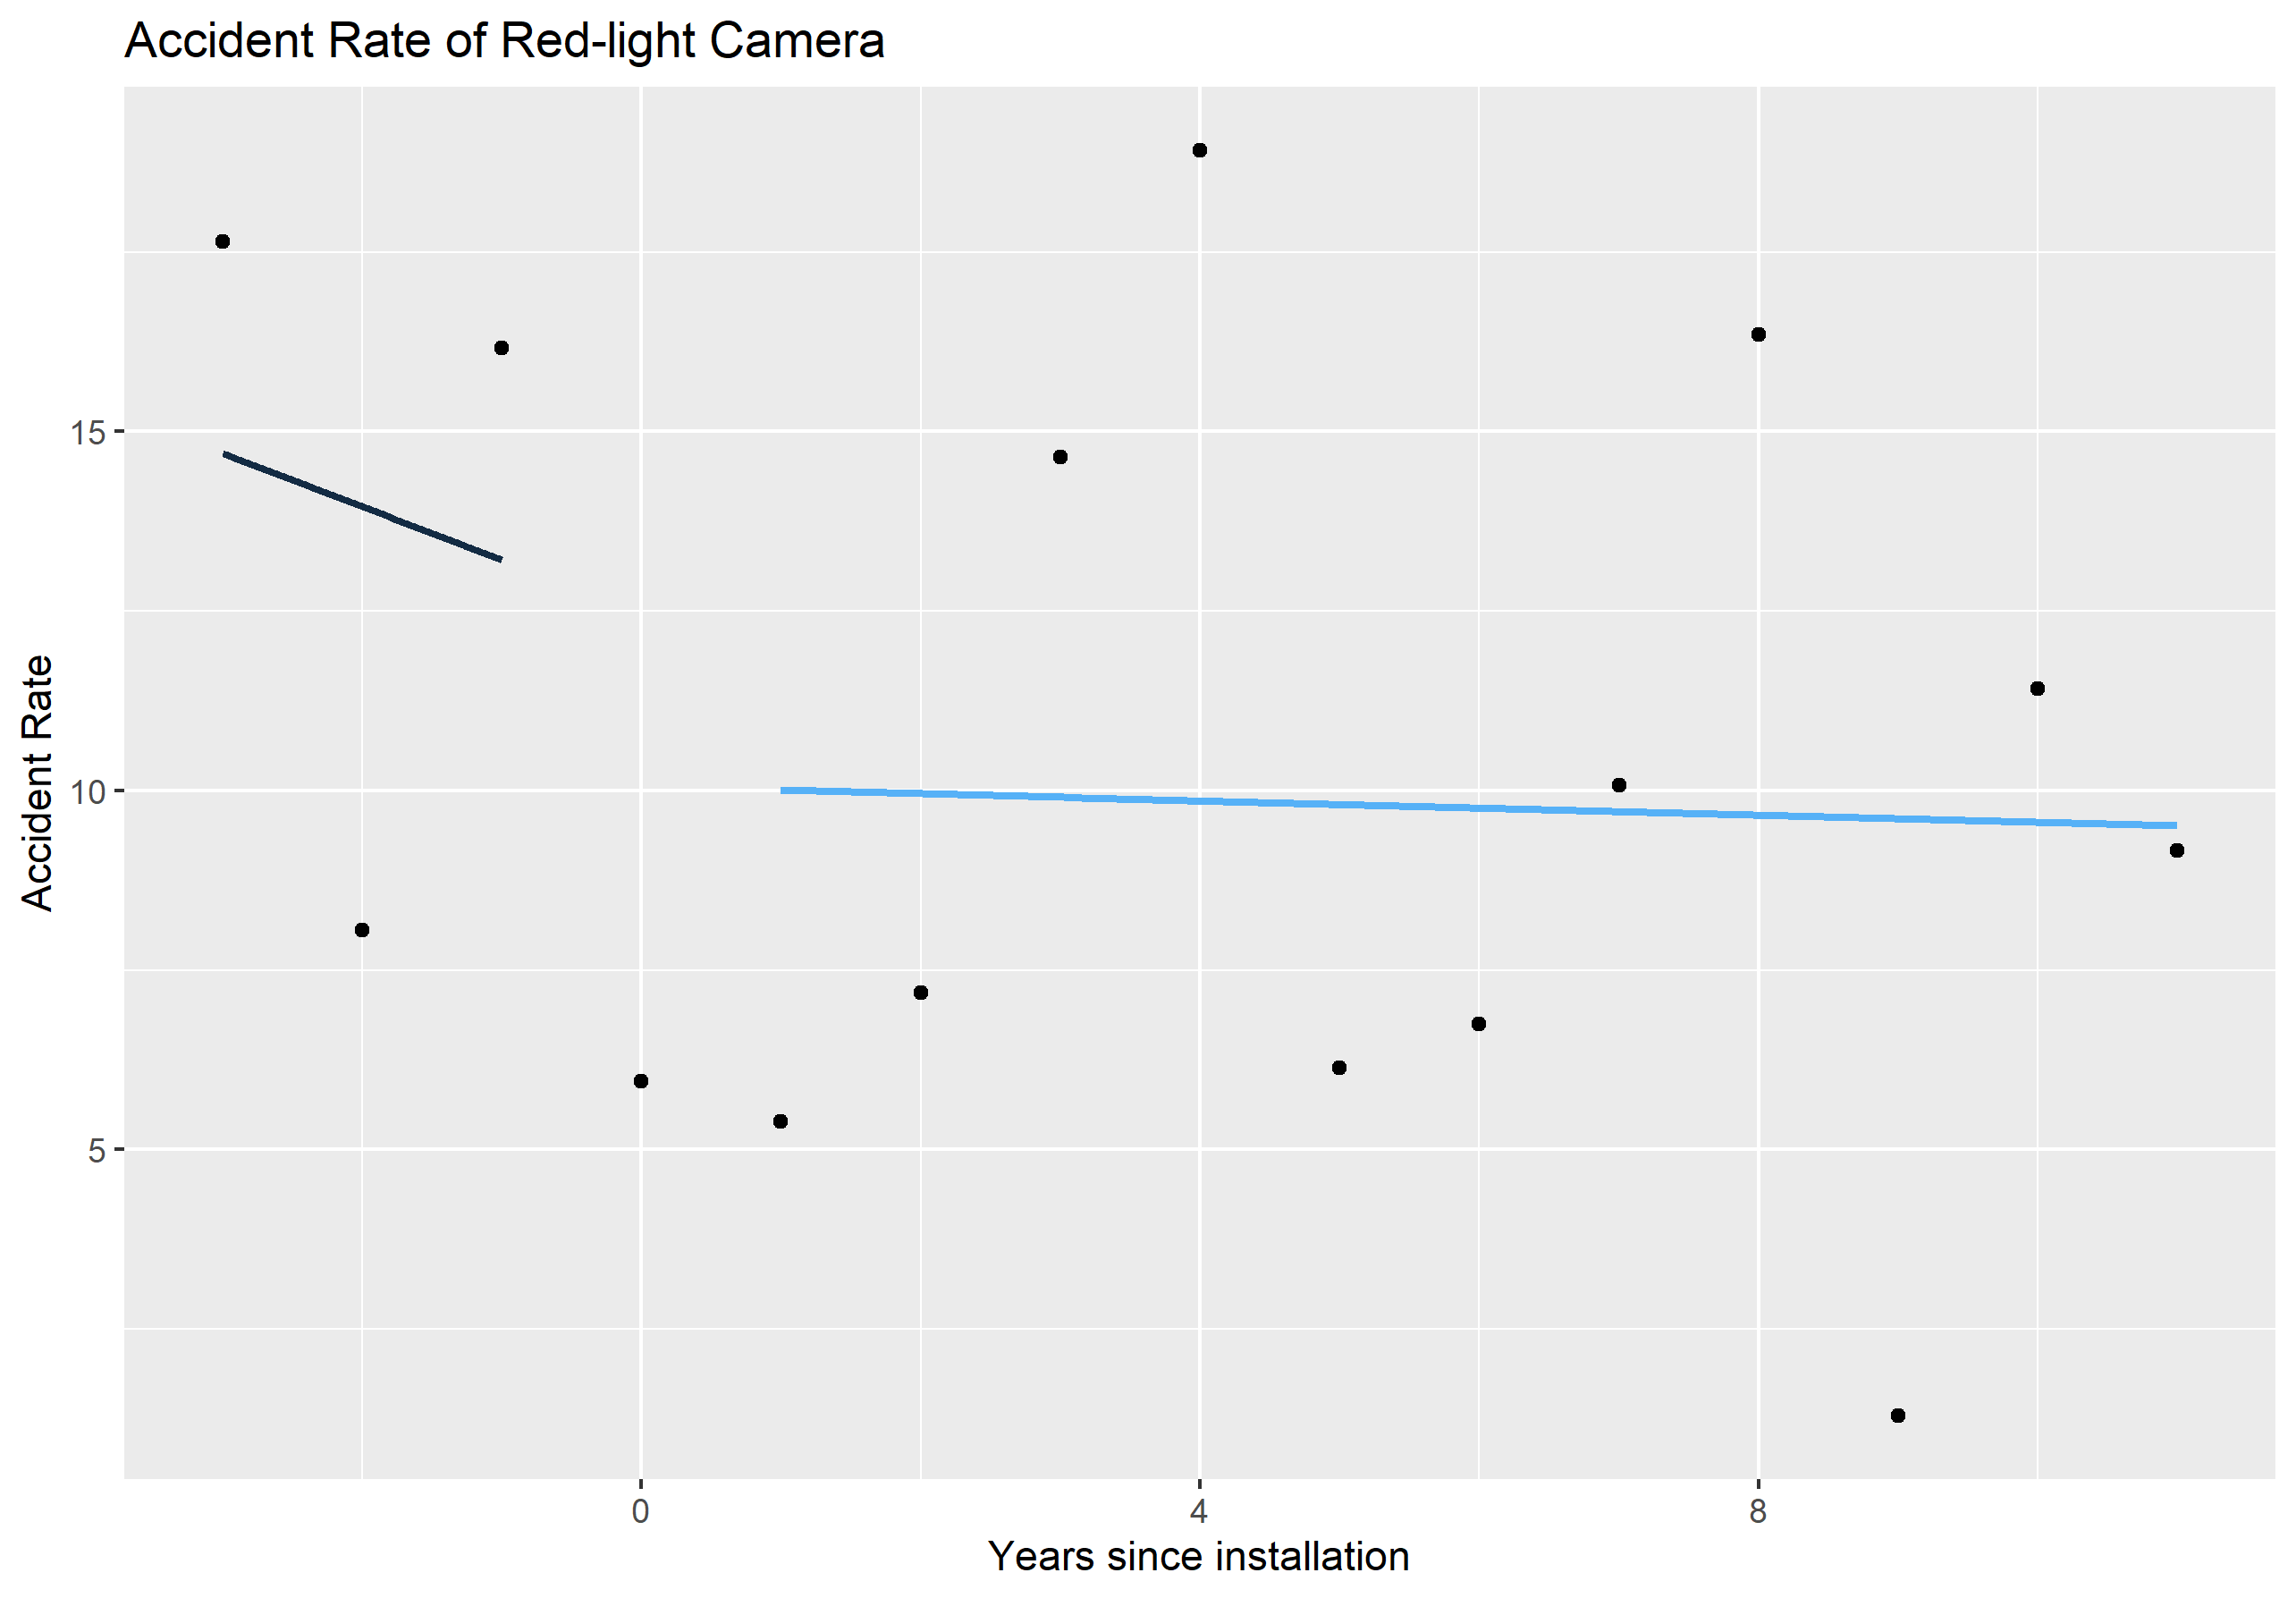 Accident Rate of Red-light Camera
Accident Rate
15
10
5
0 4 8
Years since installation